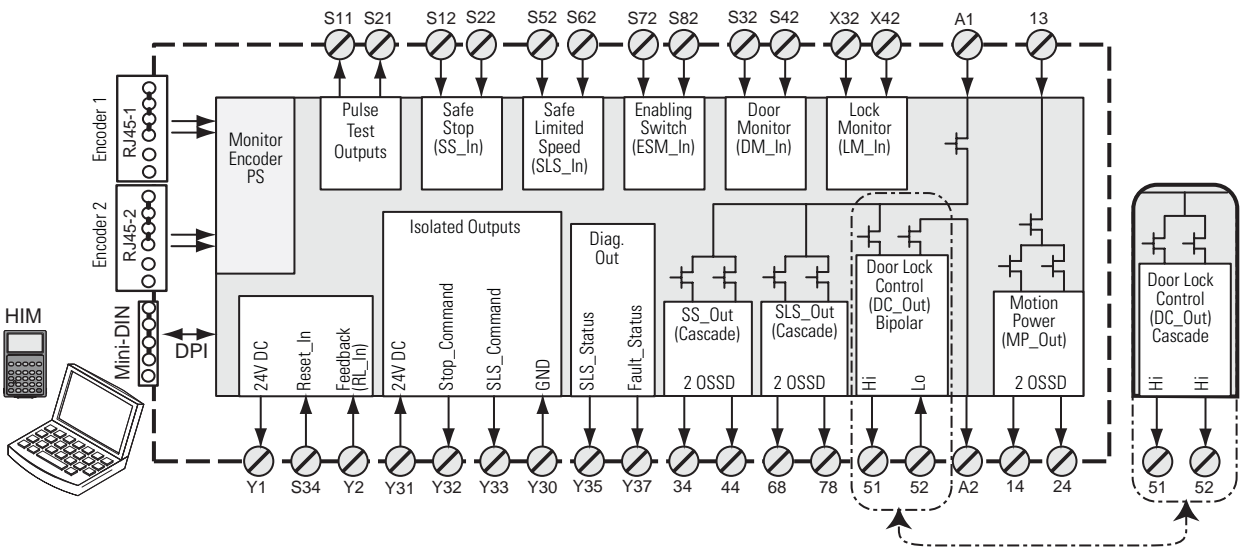 S11 S21 S12 S22 S52 S62 S72 S82 S32 S42 X32 X42 A1 13
Encoder 1
RJ45-1
Encoder 2
RJ45-2
Mini-DIN
HIM
DPI
Monitor
Encoder
PS
Pulse
Test
Outputs
Safe
Stop
(SS_In)
Safe
Limited
Speed
(SLS_In)
Enabling
Switch
(ESM_In)
Door
Monitor
(DM_In)
Lock
Monitor
(LM_In)
24V DC
Reset_In
Feedback
(RL_In)
Isolated Outputs
24V DC
Stop_Command
SLS_Command
GND
Diag.
Out
SLS_Status
Fault_Status
SS_Out
(Cascade)
2 OSSD
SLS_Out
(Cascade)
2 OSSD
Door Lock
Control
(DC_Out)
Bipolar
Hi
Lo
Motion
Power
(MP_Out)
2 OSSD
Door Lock
Control
(DC_Out)
Cascade
Hi
Hi
Y1 S34 Y2 Y31 Y32 Y33 Y30 Y35 Y37 34 44 68 78 51 52 A2 14 24 51 52